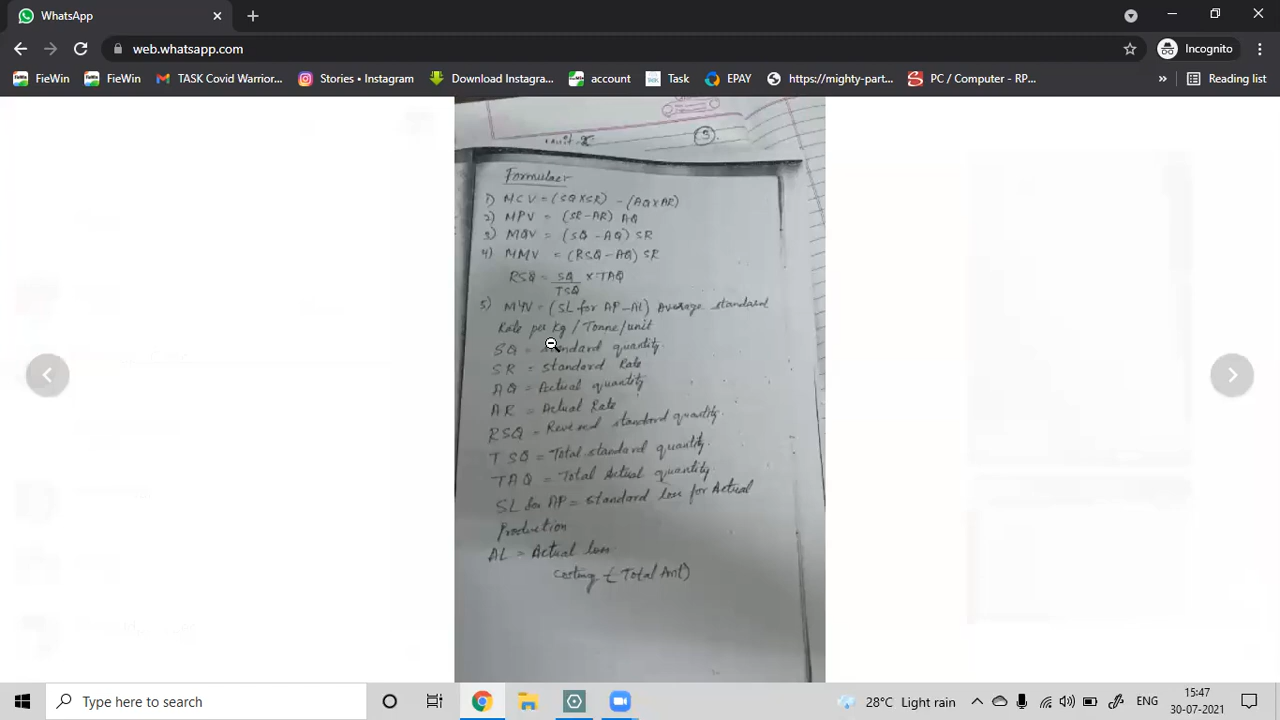 WhatsApp
web.whatsapp.com
Incognito
FieWin
FieWin
TASK Covid Warrior...
Stories • Instagram
Download Instagra...
account
Task
EPAY
https://mighty-part...
PC / Computer - RP...
»
Reading list
unit-
5
Formulae:-
1) MCV = (SQ X SR) - (AQ X AR)
2) MPV = (SR-AR) AQ
3) MQV = (SQ - AQ) SR
4) MMV = (RSQ - AQ) SR
RSQ = SQ/TSQ × TAQ
5) MYV = (SL for AP - AL) Average standard
Rate per kg / Tonne/unit
SQ = standard quantity
SR = standard Rate
AQ = Actual quantity
AR = Actual Rate
RSQ = Revised standard quantity
TSQ = Total standard quantity
TAQ = Total Actual quantity
SL for AP = standard loss for Actual
Production
AL = Actual loss
costing (Total Amt)
Type here to search
28°C Light rain
ENG
15:47
30-07-2021